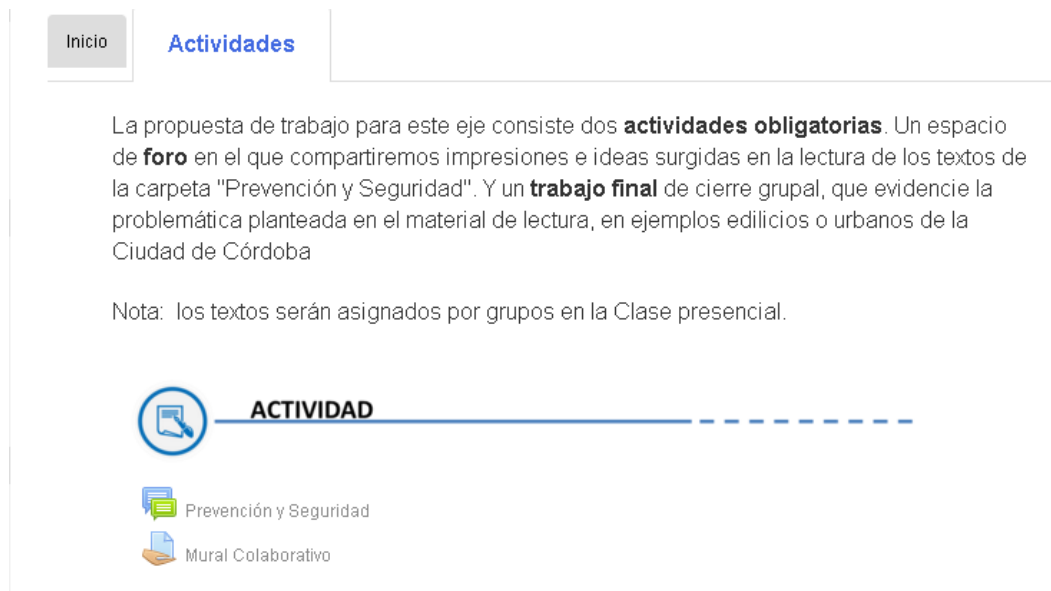 Inicio
Actividades
La propuesta de trabajo para este eje consiste dos actividades obligatorias. Un espacio
de foro en el que compartiremos impresiones e ideas surgidas en la lectura de los textos de
la carpeta "Prevención y Seguridad". Y un trabajo final de cierre grupal, que evidencie la
problemática planteada en el material de lectura, en ejemplos edilicios o urbanos de la
Ciudad de Córdoba
Nota: los textos serán asignados por grupos en la Clase presencial.
ACTIVIDAD
Prevención y Seguridad
Mural Colaborativo